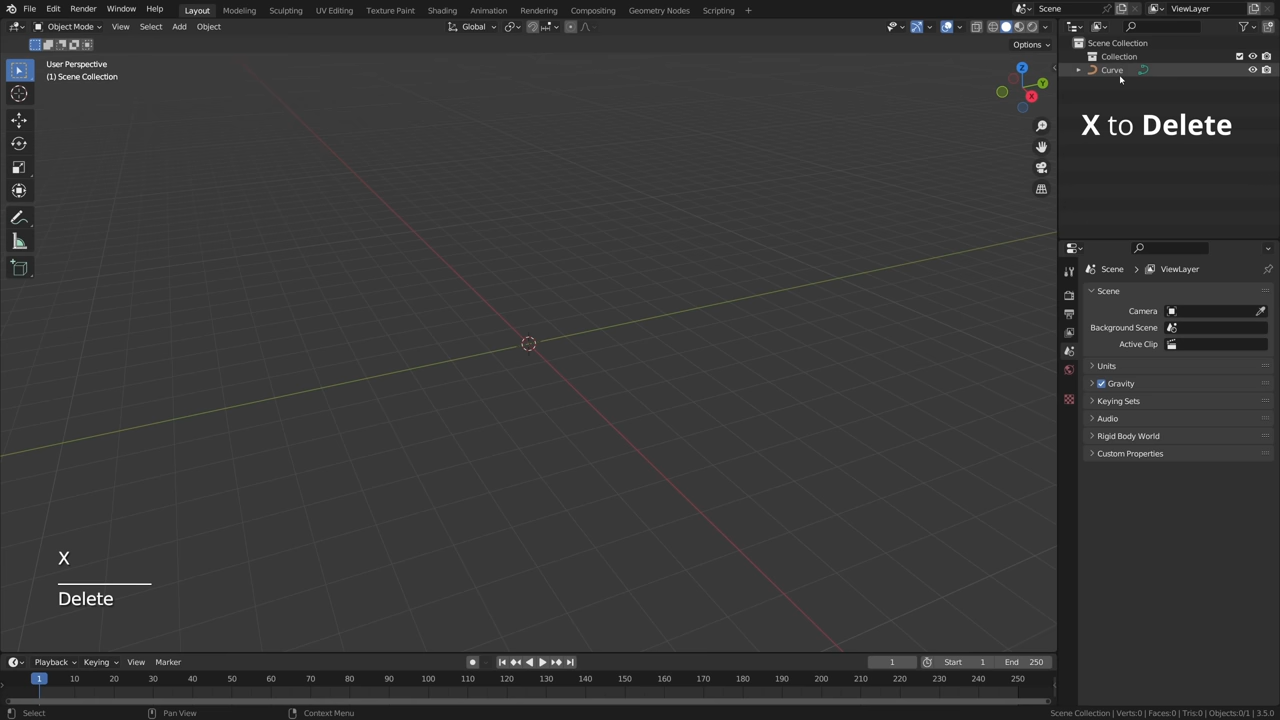 File Edit Render Window Help
Layout Modeling Sculpting UV Editing Texture Paint Shading Animation Rendering Compositing Geometry Nodes Scripting +
Scene
ViewLayer
Object Mode View Select Add Object
Global
Options
User Perspective
(1) Scene Collection
Z
Y
X
Scene Collection
Collection
Curve
X to Delete
Scene > ViewLayer
Scene
Camera
Background Scene
Active Clip
Units
Gravity
Keying Sets
Audio
Rigid Body World
Custom Properties
X
Delete
Playback Keying View Marker
1
Start 1
End 250
1 10 20 30 40 50 60 70 80 90 100 110 120 130 140 150 160 170 180 190 200 210 220 230 240 250
Select
Pan View
Context Menu
Scene Collection | Verts:0 | Faces:0 | Tris:0 | Objects:0/1 | 3.5.0